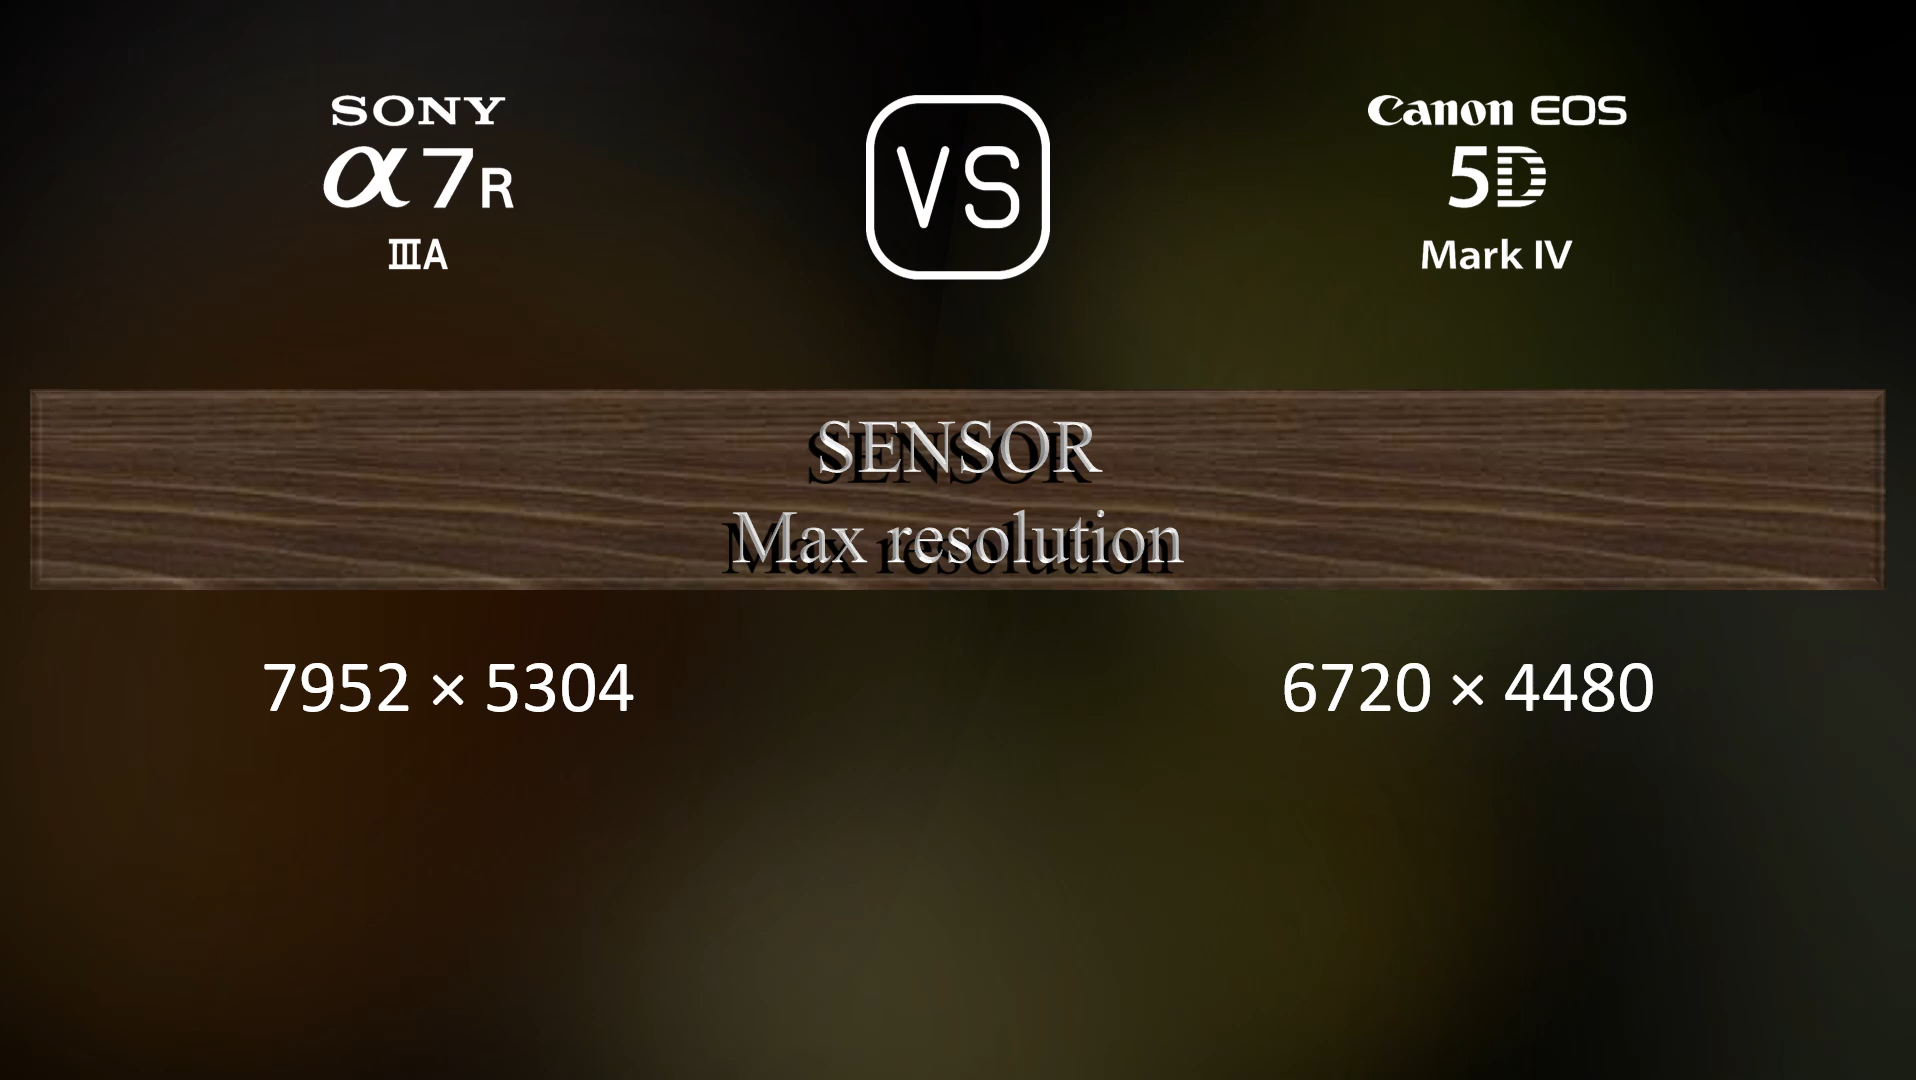 SONY
α7R
IIIA
VS
Canon EOS
5D
Mark IV
SENSOR
Max resolution
7952 × 5304
6720 × 4480